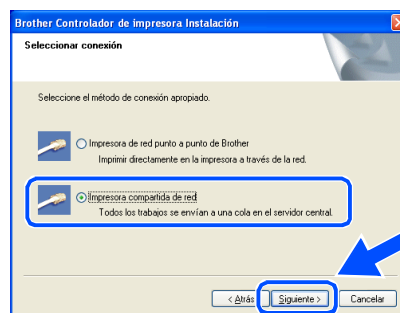 Brother Controlador de impresora Instalación
Seleccionar conexión
Seleccione el método de conexión apropiado.
Impresora de red punto a punto de Brother
Imprimir directamente en la impresora a través de la red.
Impresora compartida de red
Todos los trabajos se envían a una cola en el servidor central.
< Atrás
Siguiente >
Cancelar